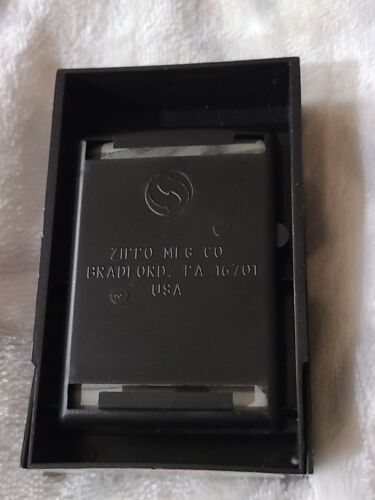 ZIPPO MFG CO
BRADFORD, PA 16701
USA